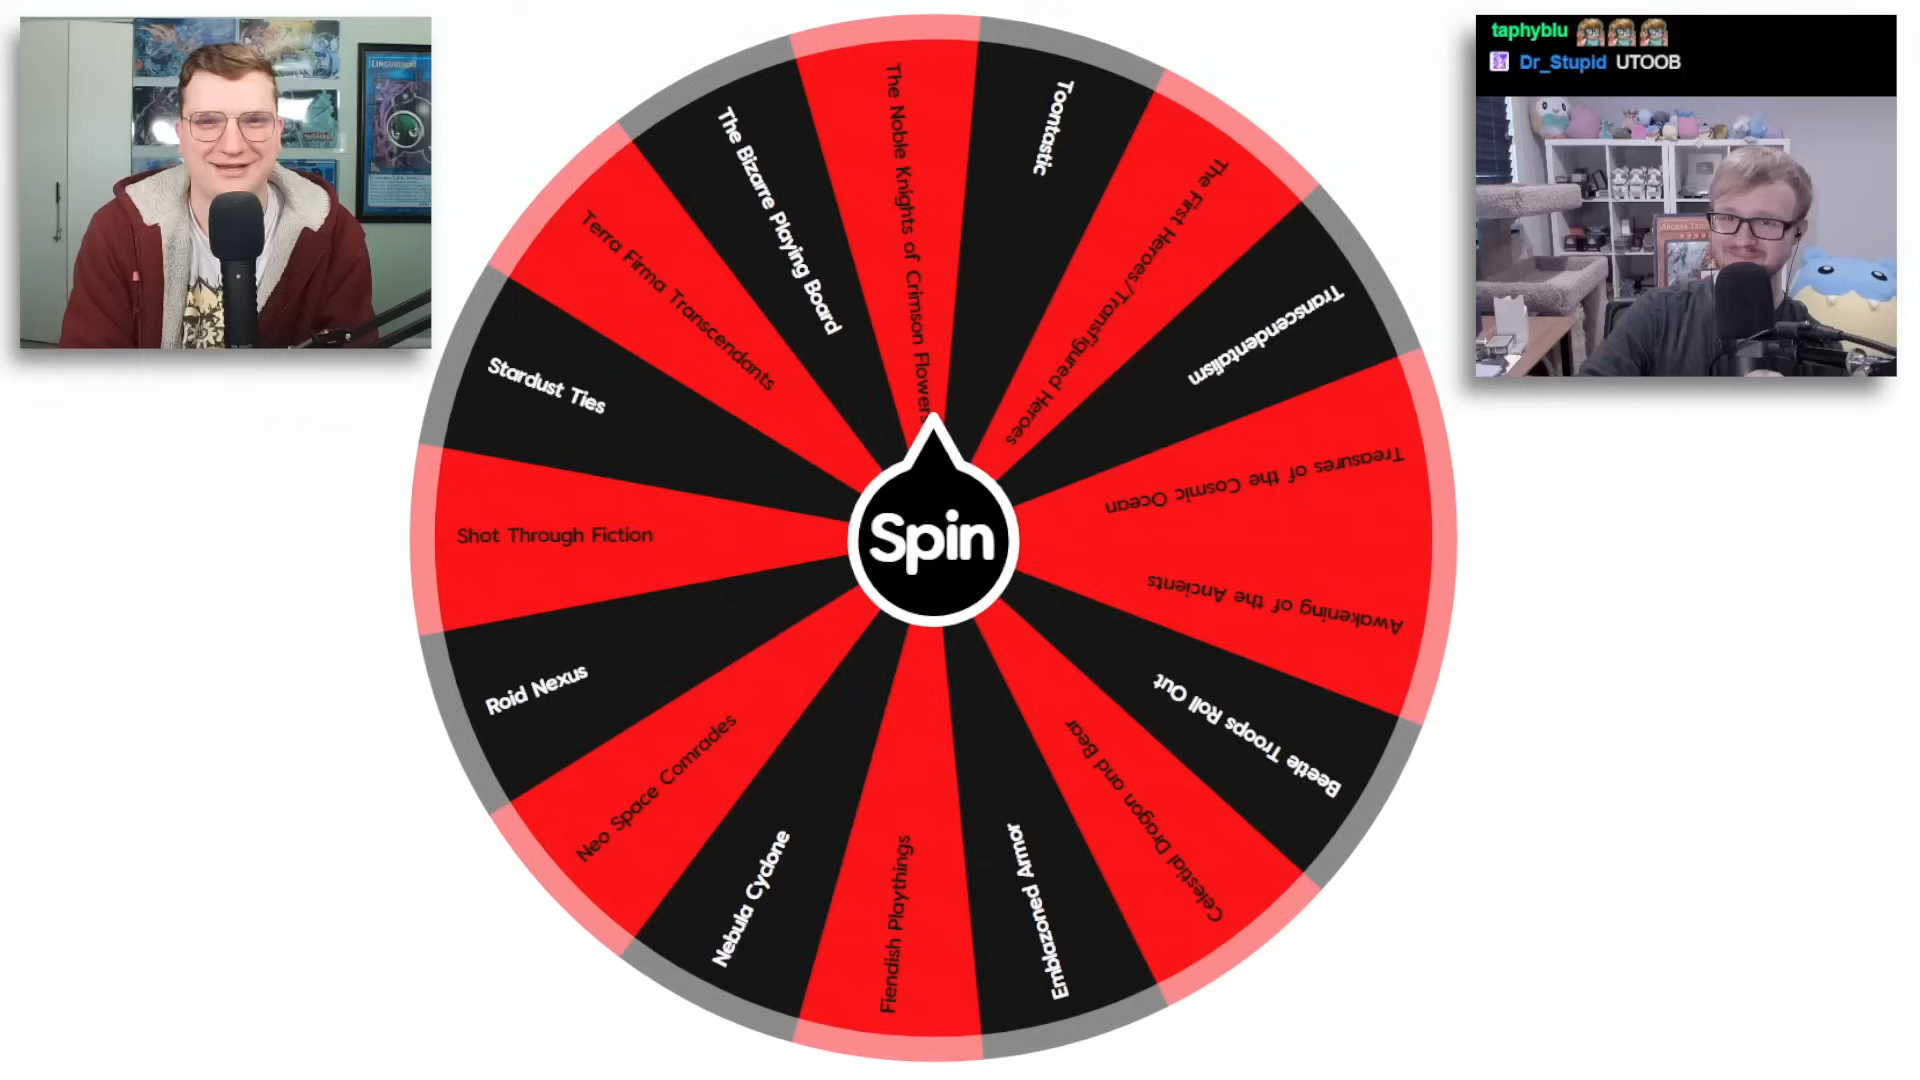 taphyblu
Dr_Stupid UTOOB
The Noble Knights of Crimson Flower
Toontastic
The First Heroes/Transfigured Heroes
Transcendentalism
Treasures of the Cosmic Ocean
Awakening of the Ancients
Beetle Troops Roll Out
Celestial Dragon and Bear
Emblazoned Armor
Fiendish Playthings
Nebula Cyclone
Neo Space Comrades
Roid Nexus
Shot Through Fiction
Stardust Ties
Terra Firma Transcendants
The Bizarre Playing Board
Spin